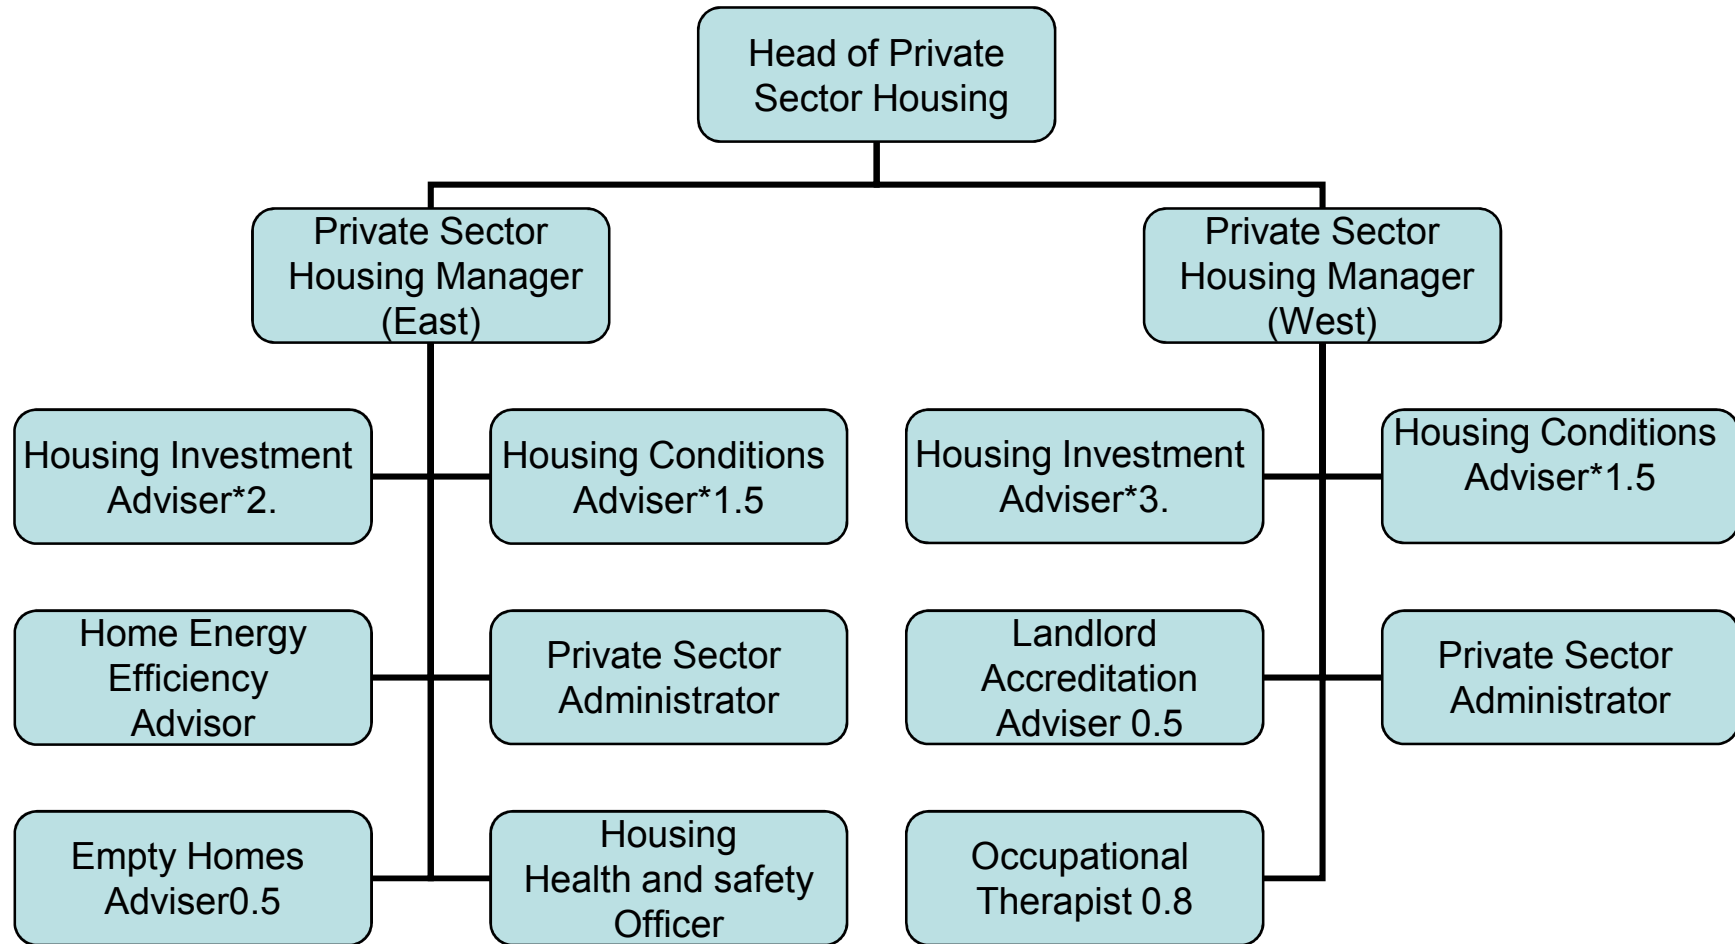 Head of Private
Sector Housing
Private Sector
Housing Manager
(East)
Private Sector
Housing Manager
(West)
Housing Investment
Adviser*2.
Housing Conditions
Adviser*1.5
Housing Investment
Adviser*3.
Housing Conditions
Adviser*1.5
Home Energy
Efficiency
Advisor
Private Sector
Administrator
Landlord
Accreditation
Adviser 0.5
Private Sector
Administrator
Empty Homes
Adviser0.5
Housing
Health and safety
Officer
Occupational
Therapist 0.8